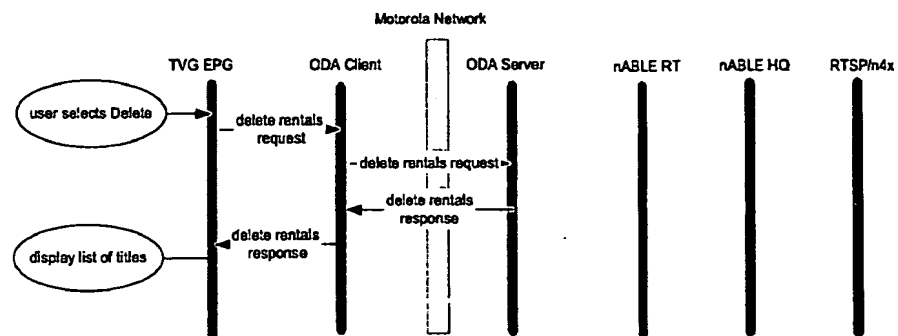 Motorola Network
TVG EPG
ODA Client
ODA Server
nABLE RT
nABLE HQ
RTSP/n4x
user selects Delete
delete rentals
request
delete rentals request
delete rentals
response
delete rentals
response
display list of titles